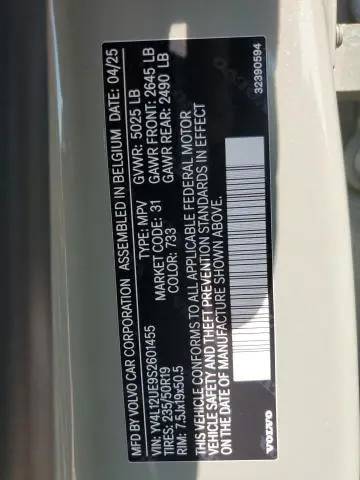 MFD BY VOLVO CAR CORPORATION ASSEMBLED IN BELGIUM DATE: 04/25
GVWR: 5025 LB
GAWR FRONT: 2645 LB
GAWR REAR: 2490 LB
VIN: YV4L12UE9S2601455 TYPE: MPV
TIRES: 235/50R19 MARKET CODE: 31
RIM: 7.5Jx19x50.5 COLOR: 733
THIS VEHICLE CONFORMS TO ALL APPLICABLE FEDERAL MOTOR
VEHICLE SAFETY AND THEFT PREVENTION STANDARDS IN EFFECT
ON THE DATE OF MANUFACTURE SHOWN ABOVE.
VOLVO
32390594